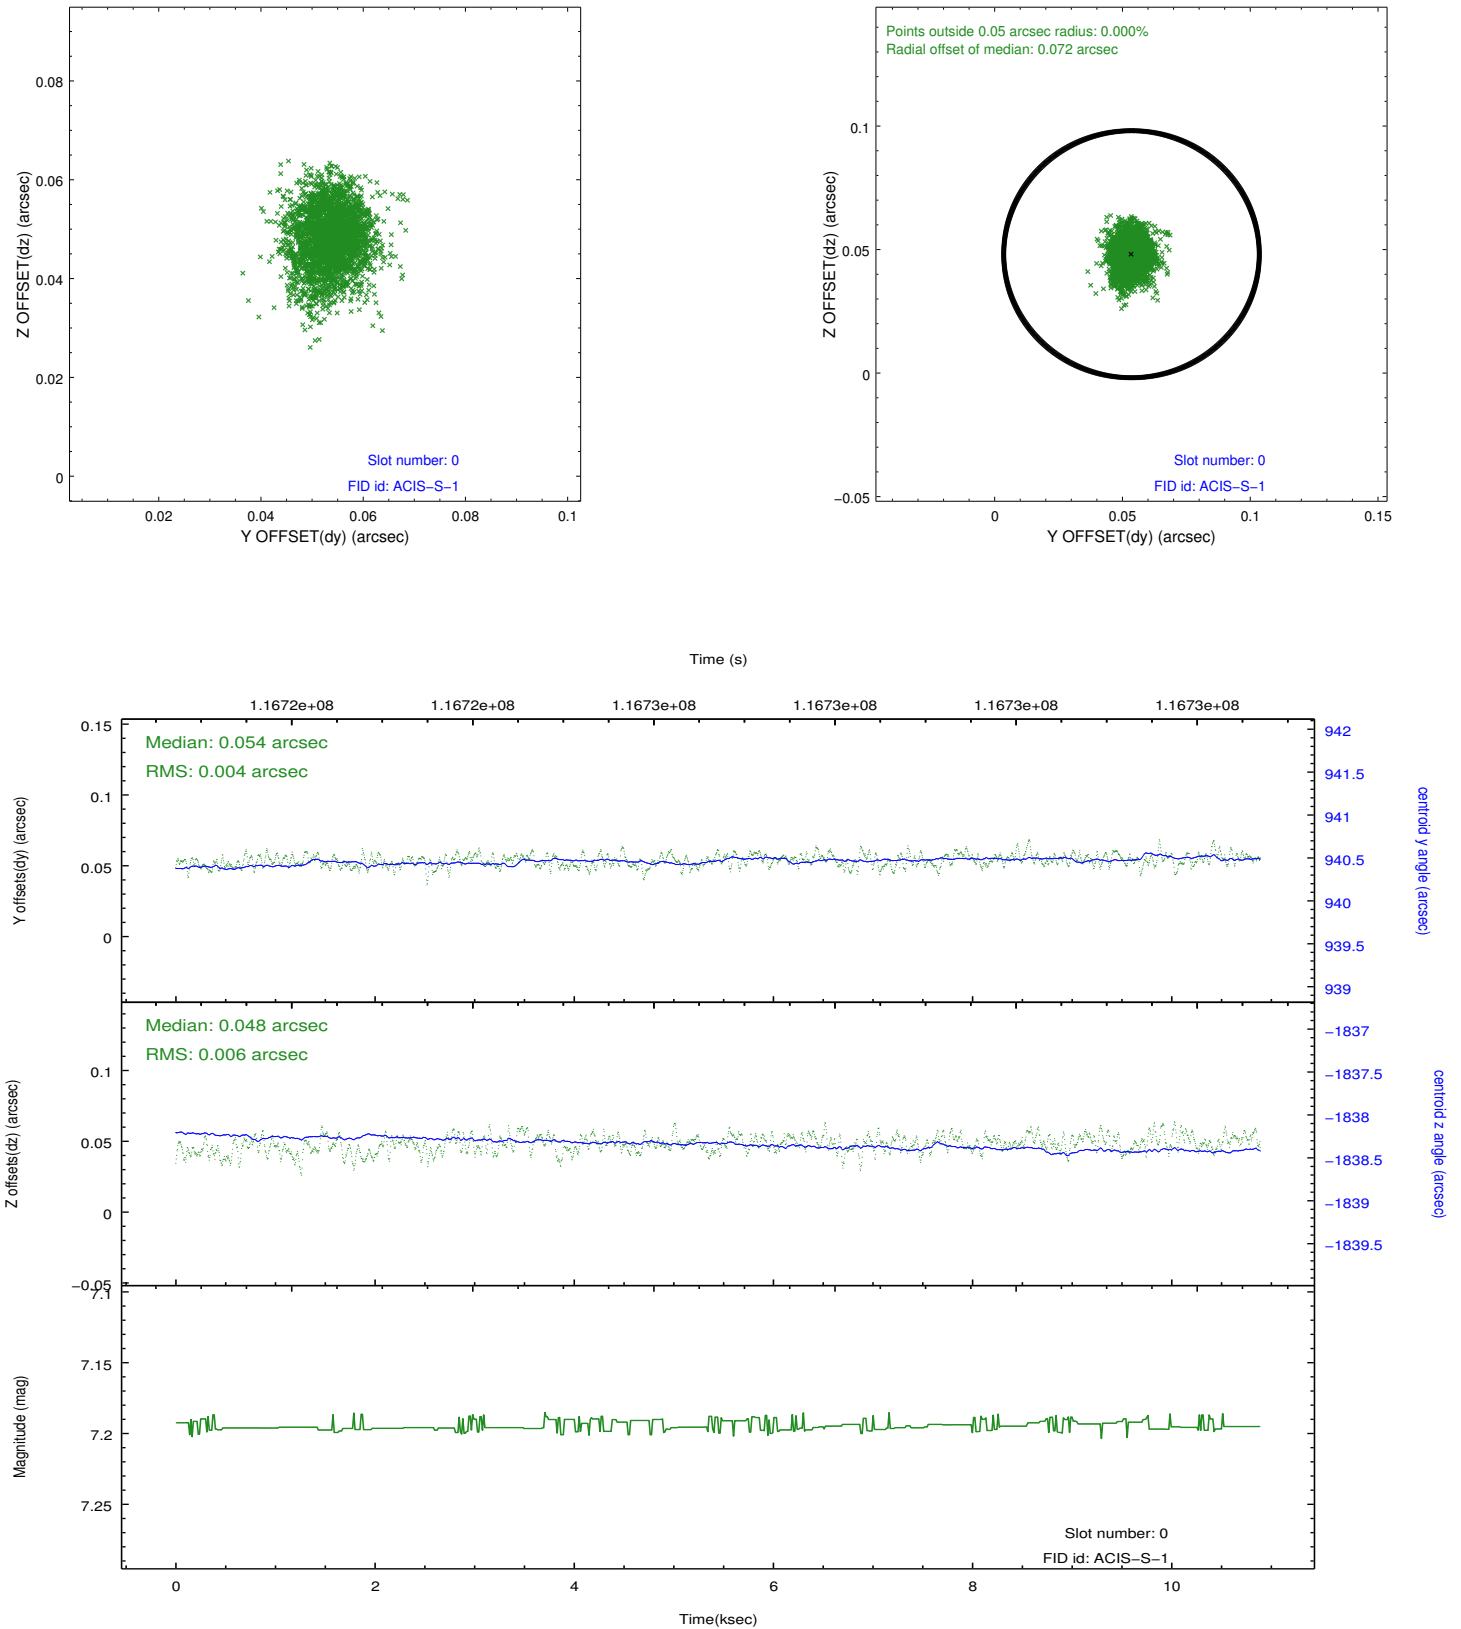 0.08
0.06
0.04
0.02
0
0.02
0.04
0.06
0.08
0.1
Z OFFSET(dz) (arcsec)
Y OFFSET(dy) (arcsec)
Slot number: 0
FID id: ACIS−S−1
Points outside 0.05 arcsec radius: 0.000%
Radial offset of median: 0.072 arcsec
0.1
0.05
0
−0.05
0
0.05
0.1
0.15
Z OFFSET(dz) (arcsec)
Y OFFSET(dy) (arcsec)
Slot number: 0
FID id: ACIS−S−1
Time (s)
1.1672e+08
1.1672e+08
1.1673e+08
1.1673e+08
1.1673e+08
1.1673e+08
Median: 0.054 arcsec
RMS: 0.004 arcsec
0.15
0.1
0.05
0
Y offsets(dy) (arcsec)
942
941.5
941
940.5
940
939.5
939
centroid y angle (arcsec)
Median: 0.048 arcsec
RMS: 0.006 arcsec
0.1
0.05
0
−0.05
Z offsets(dz) (arcsec)
−1837
−1837.5
−1838
−1838.5
−1839
−1839.5
centroid z angle (arcsec)
7.1
7.15
7.2
7.25
Magnitude (mag)
Slot number: 0
FID id: ACIS−S−1
0
2
4
6
8
10
Time(ksec)